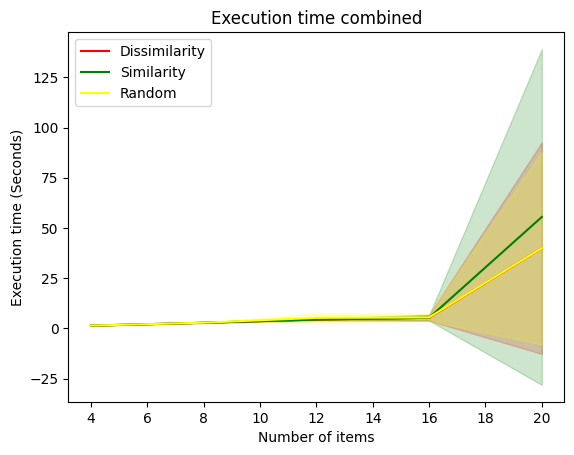 Execution time combined
Dissimilarity
Similarity
Random
Execution time (Seconds)
125
100
75
50
25
0
−25
4 6 8 10 12 14 16 18 20
Number of items